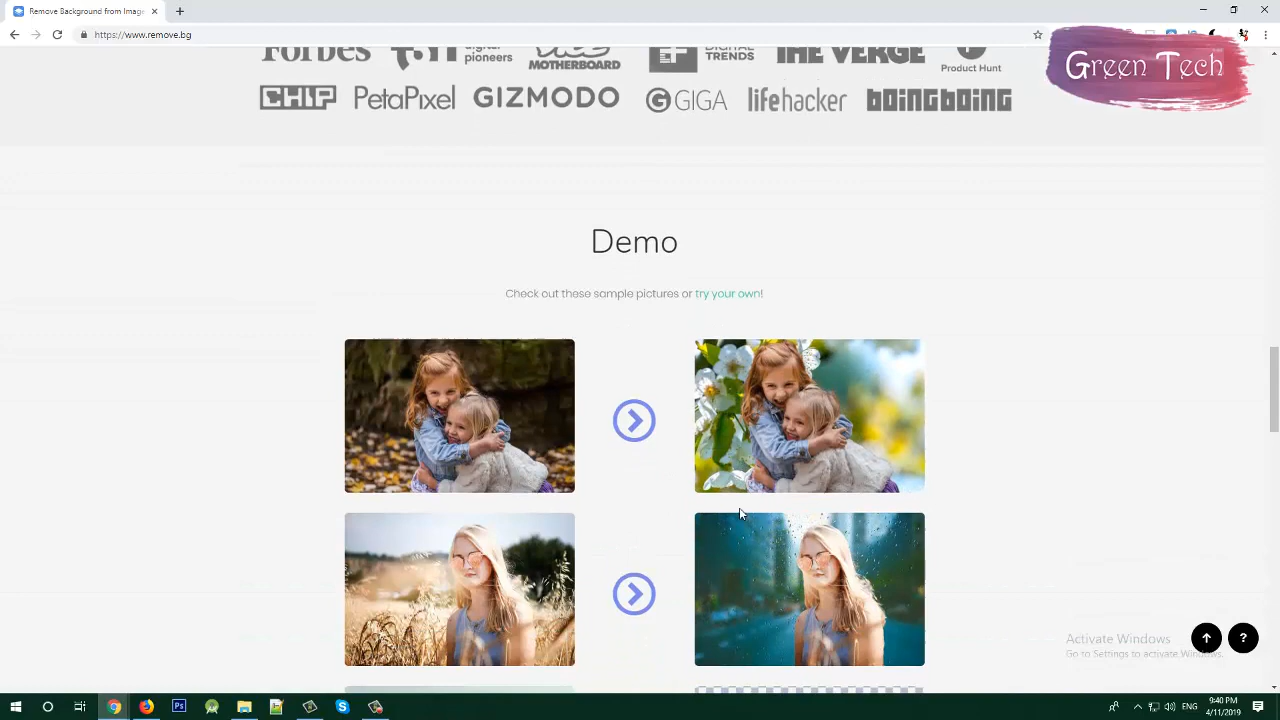 Remove Background from Image
https://www.remove.bg
Green Tech
Forbes
digital pioneers
VICE MOTHERBOARD
DIGITAL TRENDS
THE VERGE
Product Hunt
CHIP
PetaPixel
GIZMODO
GIGA
lifehacker
boingboing
Demo
Check out these sample pictures or try your own!
Activate Windows
Go to Settings to activate Windows.
?
9:40 PM
4/11/2019